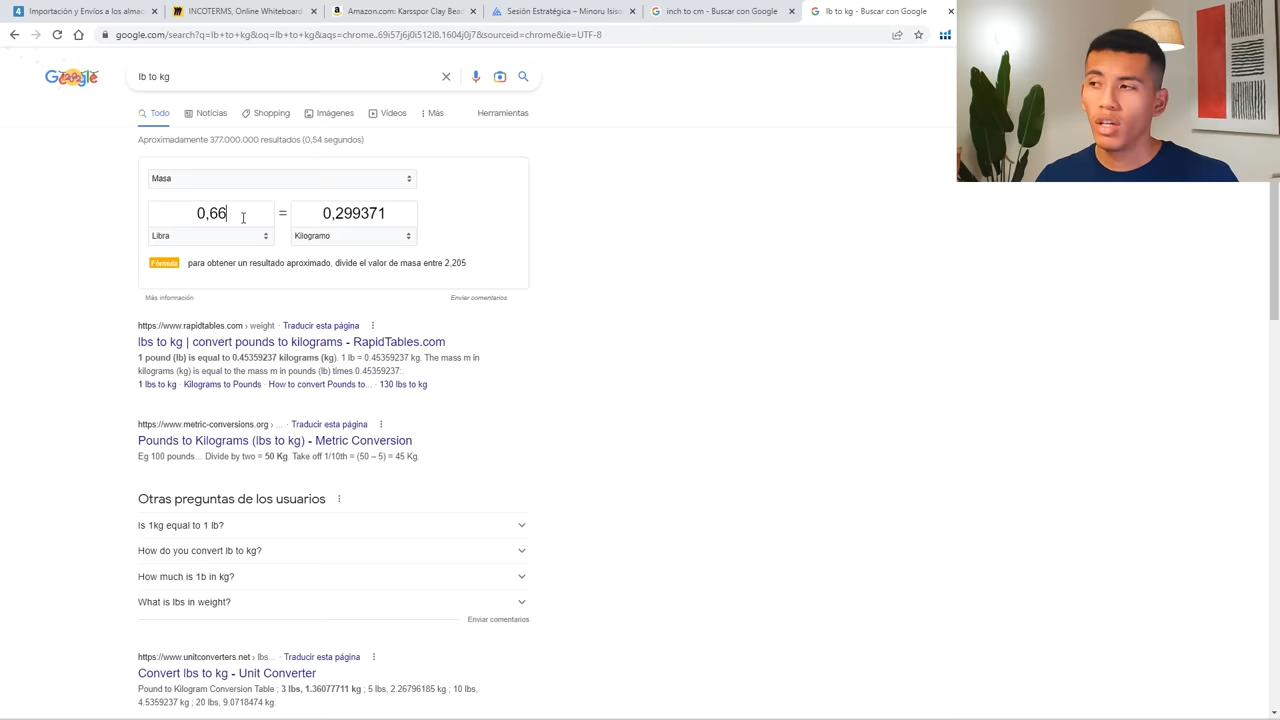 Importación y Envíos a los almac
INCOTERMS, Online Whiteboard
Amazon.com: Karsspor Clay Bead
Sesión Estratégica – Minoru Isiso
inch to cm - Buscar con Google
lb to kg - Buscar con Google
google.com/search?q=lb+to+kg&oq=lb+to+kg&aqs=chrome..69i57j6j0i512l8.1604j0j7&sourceid=chrome&ie=UTF-8
Google
lb to kg
Todo
Noticias
Shopping
Imágenes
Videos
Más
Herramientas
Aproximadamente 377.000.000 resultados (0,54 segundos)
Masa
0,66 = 0,299371
Libra
Kilogramo
Fórmula para obtener un resultado aproximado, divide el valor de masa entre 2,205
Más información
Enviar comentarios
https://www.rapidtables.com › weight · Traducir esta página
lbs to kg | convert pounds to kilograms - RapidTables.com
1 pound (lb) is equal to 0.45359237 kilograms (kg). 1 lb = 0.45359237 kg. The mass m in
kilograms (kg) is equal to the mass m in pounds (lb) times 0.45359237:.
1 lbs to kg · Kilograms to Pounds · How to convert Pounds to... · 130 lbs to kg
https://www.metric-conversions.org › ... · Traducir esta página
Pounds to Kilograms (lbs to kg) - Metric Conversion
Eg 100 pounds... Divide by two = 50 Kg. Take off 1/10th = (50 – 5) = 45 Kg.
Otras preguntas de los usuarios
Is 1kg equal to 1 lb?
How do you convert lb to kg?
How much is 1b in kg?
What is lbs in weight?
Enviar comentarios
https://www.unitconverters.net › lbs... · Traducir esta página
Convert lbs to kg - Unit Converter
Pound to Kilogram Conversion Table ; 3 lbs, 1.36077711 kg ; 5 lbs, 2.26796185 kg ; 10 lbs,
4.5359237 kg ; 20 lbs, 9.0718474 kg.